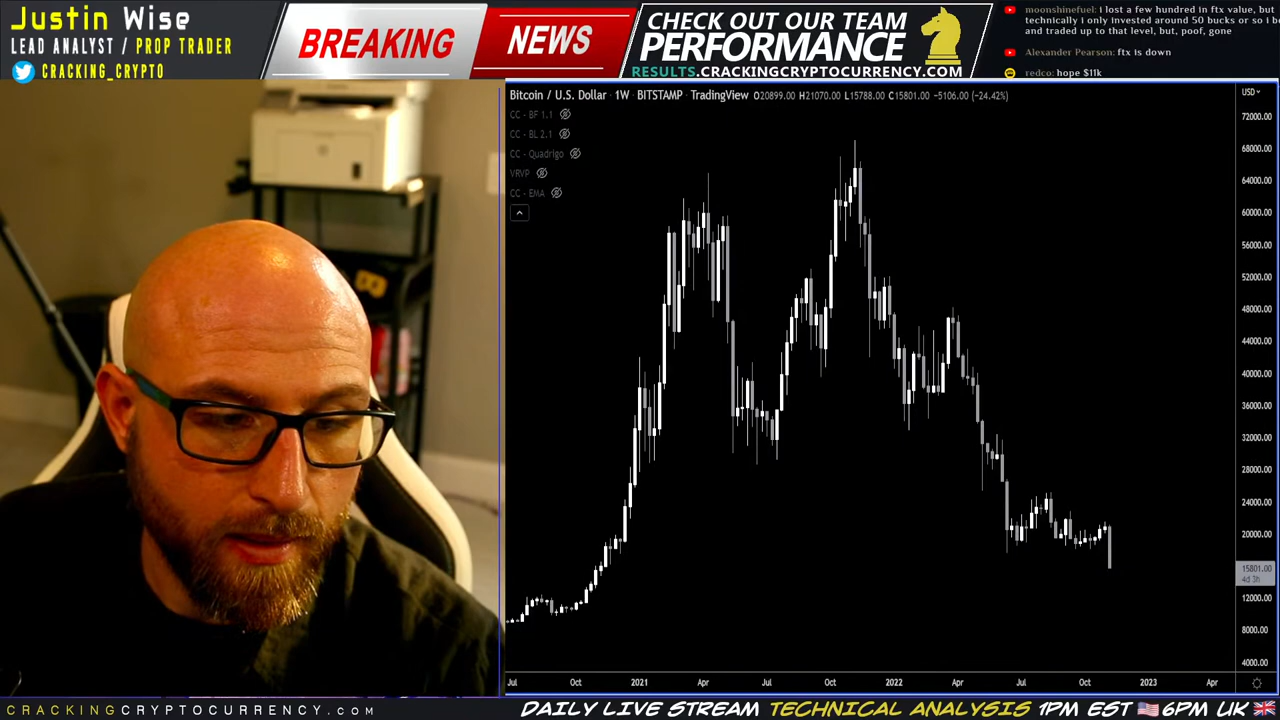 Justin Wise
LEAD ANALYST / PROP TRADER
CRACKING_CRYPTO
BREAKING
NEWS
CHECK OUT OUR TEAM
PERFORMANCE
RESULTS.CRACKINGCRYPTOCURRENCY.COM
moonshinefuel: i lost a few hundred in ftx value, but
technically i only invested around 50 bucks or so i b
and traded up to that level, but, poof, gone
Alexander Pearson: ftx is down
redco: hope $11k
Bitcoin / U.S. Dollar · 1W · BITSTAMP · TradingView O20899.00 H21070.00 L15788.00 C15801.00 −5106.00 (−24.42%)
USD
CC - BF 1.1
CC - BL 2.1
CC - Quadrigo
VRVP
CC - EMA
72000.00
68000.00
64000.00
60000.00
56000.00
52000.00
48000.00
44000.00
40000.00
36000.00
32000.00
28000.00
24000.00
20000.00
15801.00
4d 3h
12000.00
8000.00
4000.00
Jul Oct 2021 Apr Jul Oct 2022 Apr Jul Oct 2023 Apr
CRACKINGCRYPTOCURRENCY.COM
DAILY LIVE STREAM TECHNICAL ANALYSIS 1PM EST 6PM UK